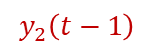 y₂(t − 1)